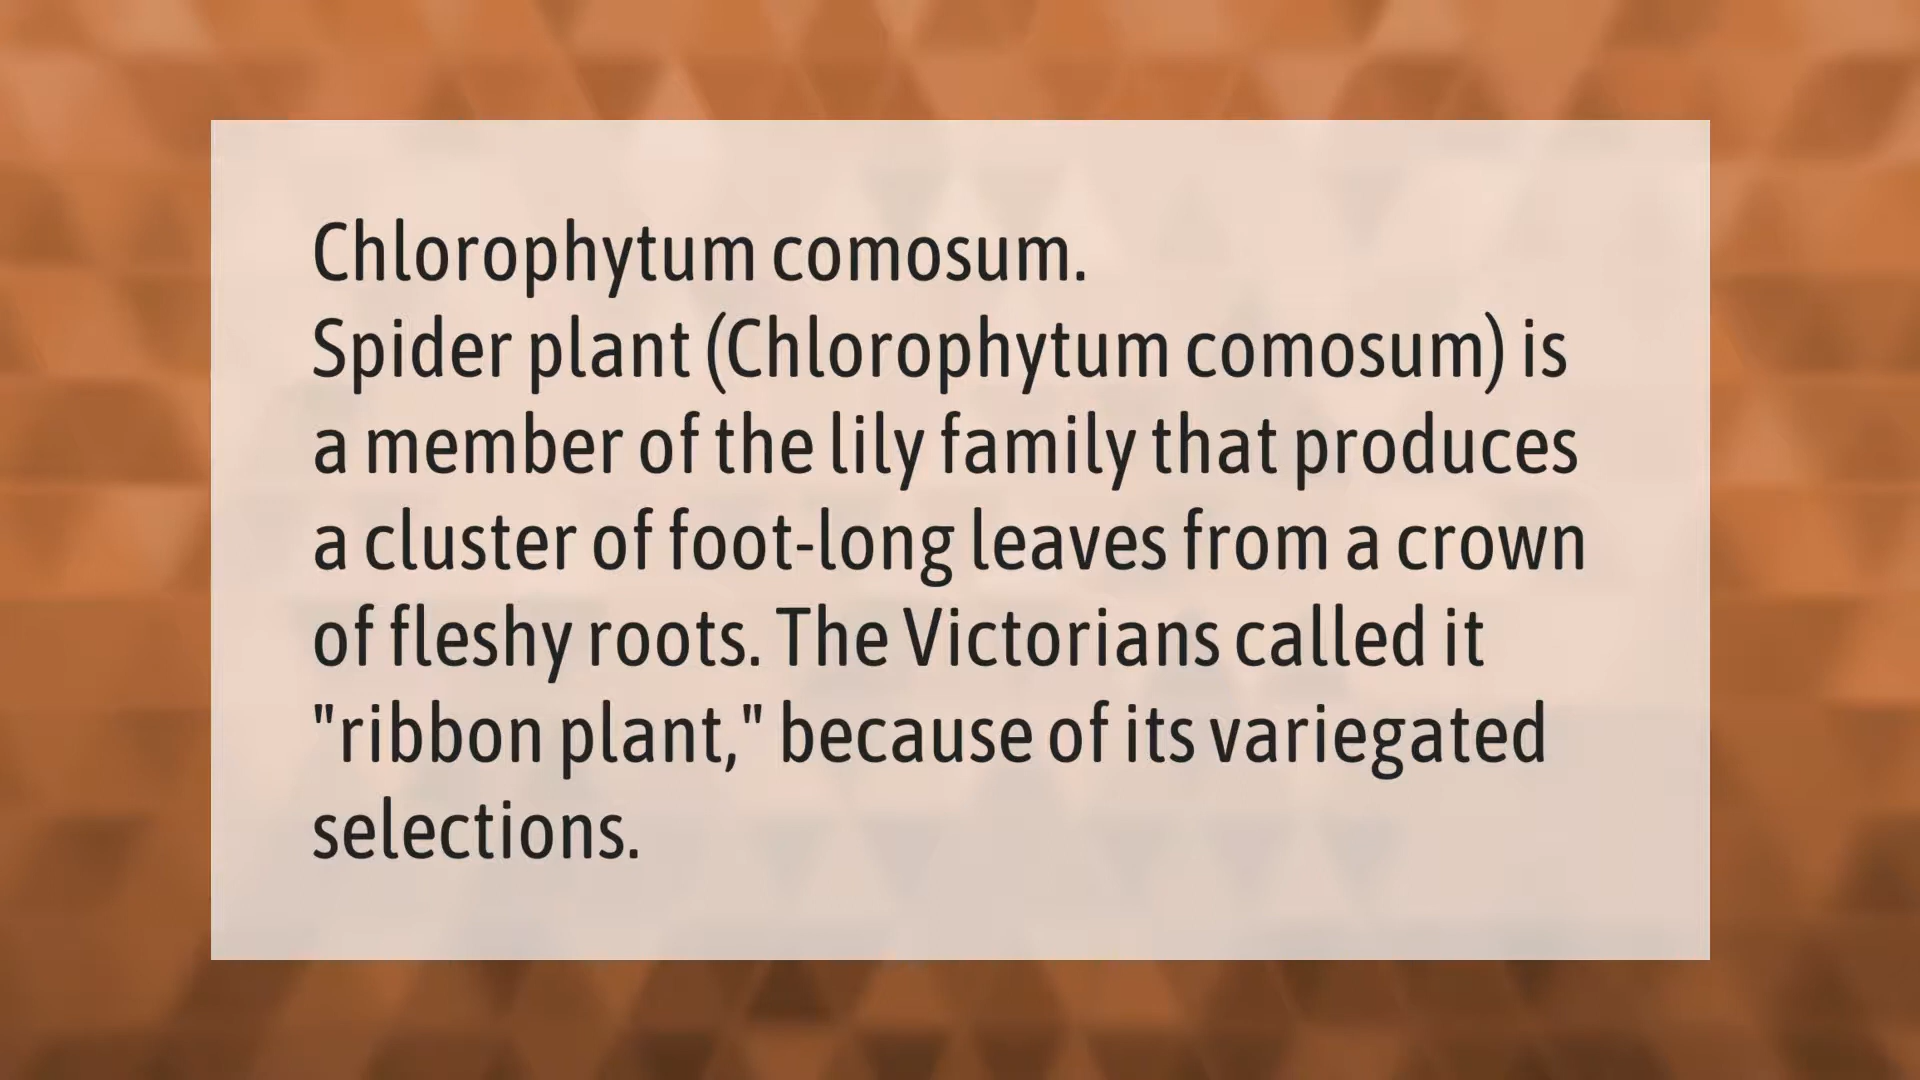 Chlorophytum comosum.
Spider plant (Chlorophytum comosum) is
a member of the lily family that produces
a cluster of foot-long leaves from a crown
of fleshy roots. The Victorians called it
"ribbon plant," because of its variegated
selections.